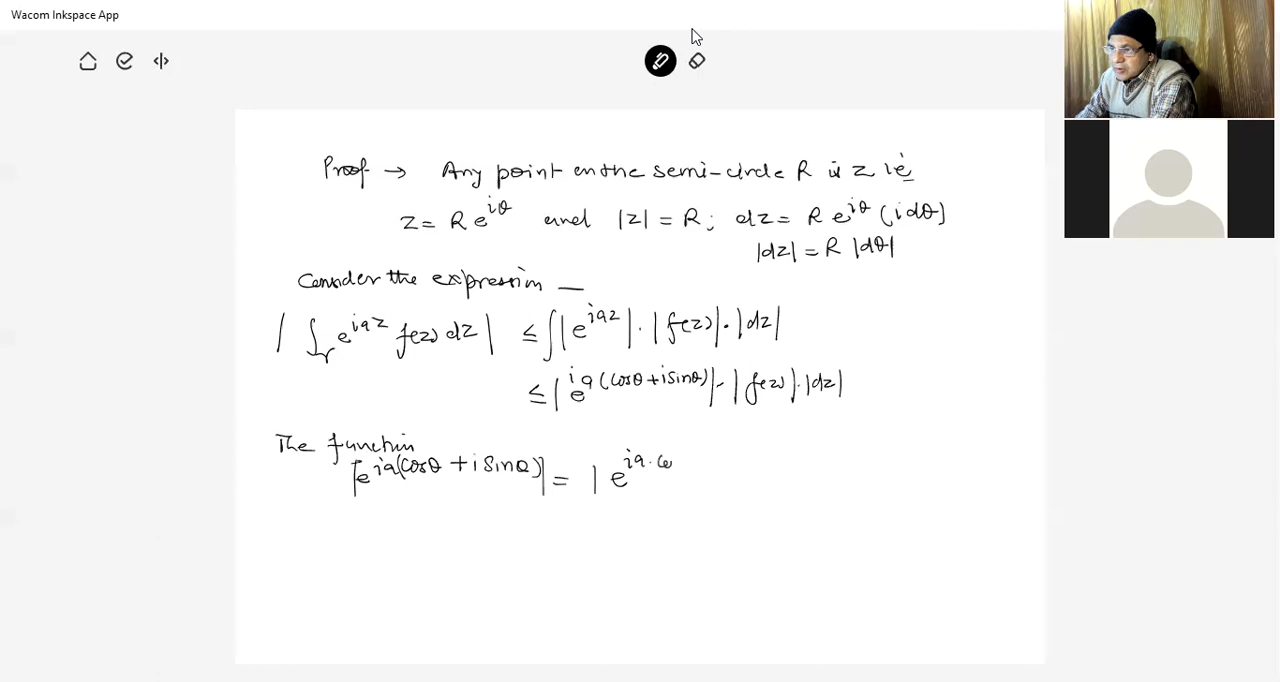 Wacom Inkspace App
Proof → Any point on the semi-circle R is z i.e
z = R e^{iθ} and |z| = R; dz = R e^{iθ} (i dθ)
|dz| = R |dθ|
Consider the expression —
| ∫_Γ e^{iaz} f(z) dz | ≤ ∫ | e^{iaz} | · | f(z) | · | dz |
≤ | e^{ia(cosθ + i sinθ)} | · | f(z) | · | dz |
The function
| e^{ia(cosθ + i sinθ)} | = | e^{ia·co